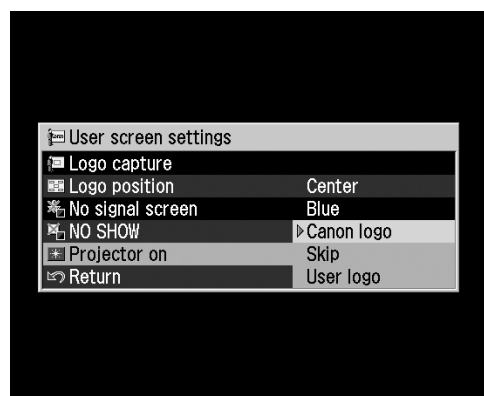 User screen settings
Logo capture
Logo position Center
No signal screen Blue
NO SHOW Canon logo
Projector on Skip
Return User logo